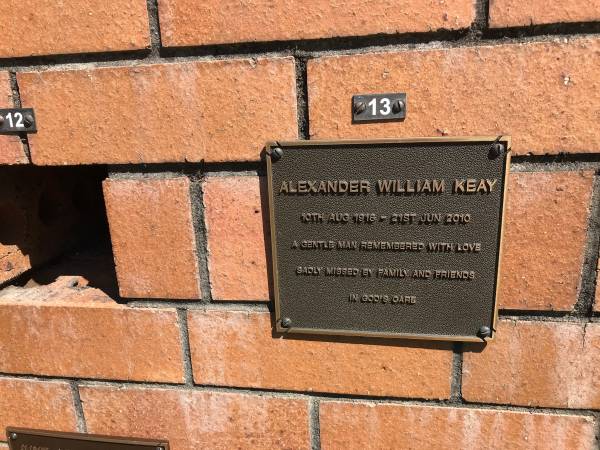 12
13
ALEXANDER WILLIAM KEAY
10TH AUG 1916 - 21ST JUN 2010
A GENTLE MAN REMEMBERED WITH LOVE
SADLY MISSED BY FAMILY AND FRIENDS
IN GOD'S CARE